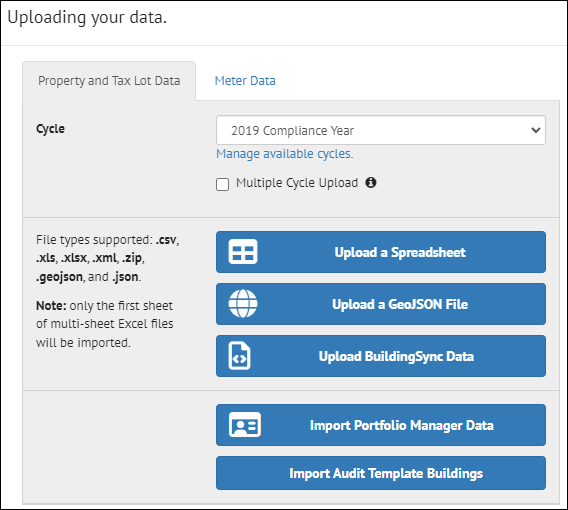 Uploading your data.
Property and Tax Lot Data
Meter Data
Cycle
2019 Compliance Year
Manage available cycles.
Multiple Cycle Upload
File types supported: .csv,
.xls, .xlsx, .xml, .zip,
.geojson, and .json.
Note: only the first sheet
of multi-sheet Excel files
will be imported.
Upload a Spreadsheet
Upload a GeoJSON File
Upload BuildingSync Data
Import Portfolio Manager Data
Import Audit Template Buildings